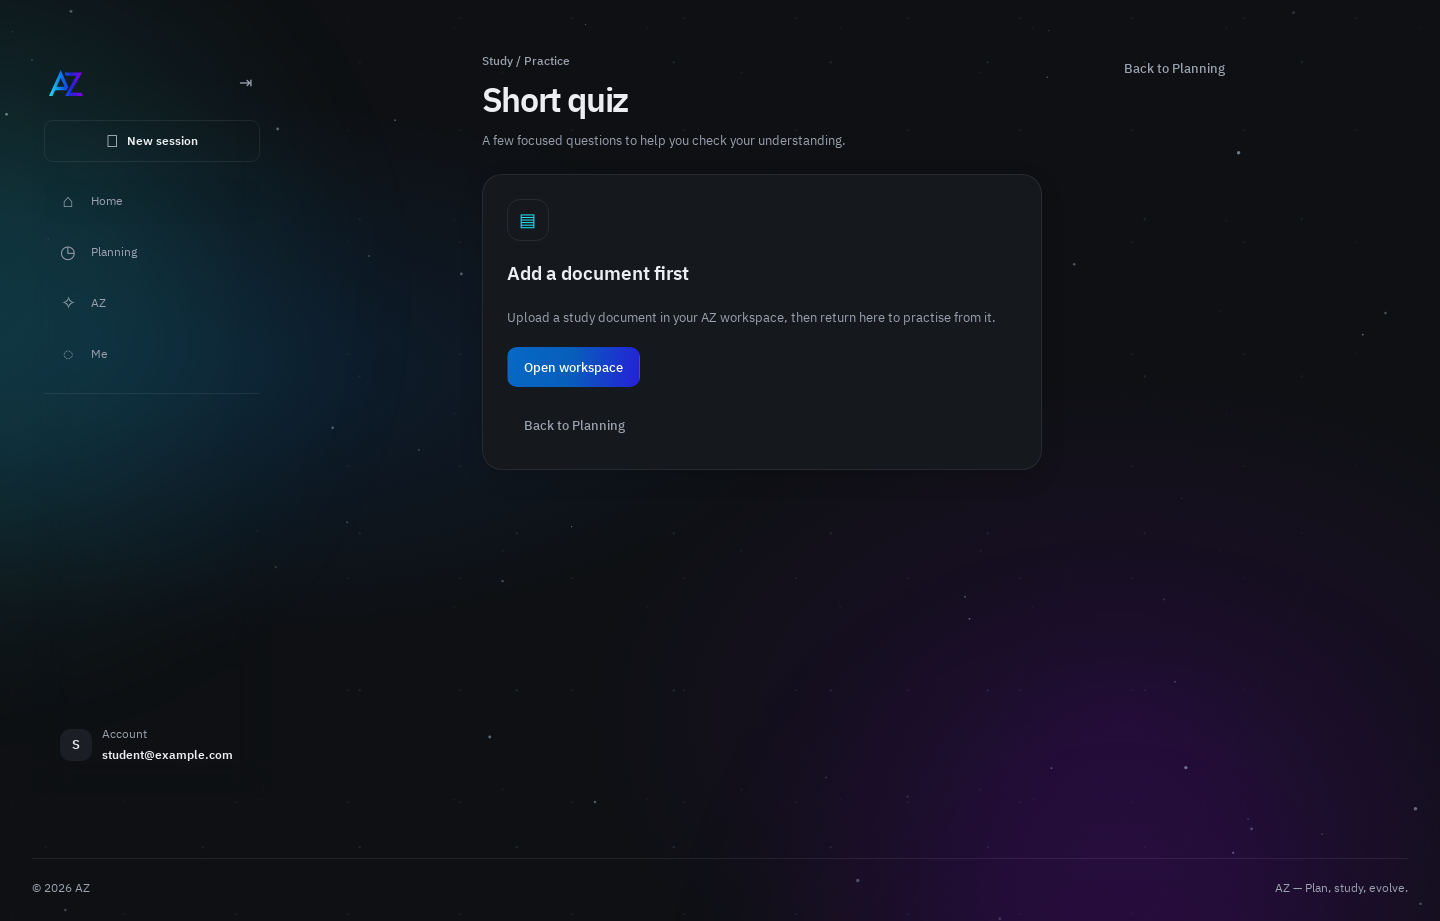 AZ
New session
Home
Planning
AZ
Me
Account
S
student@example.com
Study / Practice
Short quiz
A few focused questions to help you check your understanding.
Add a document first
Upload a study document in your AZ workspace, then return here to practise from it.
Open workspace
Back to Planning
Back to Planning
© 2026 AZ
AZ — Plan, study, evolve.